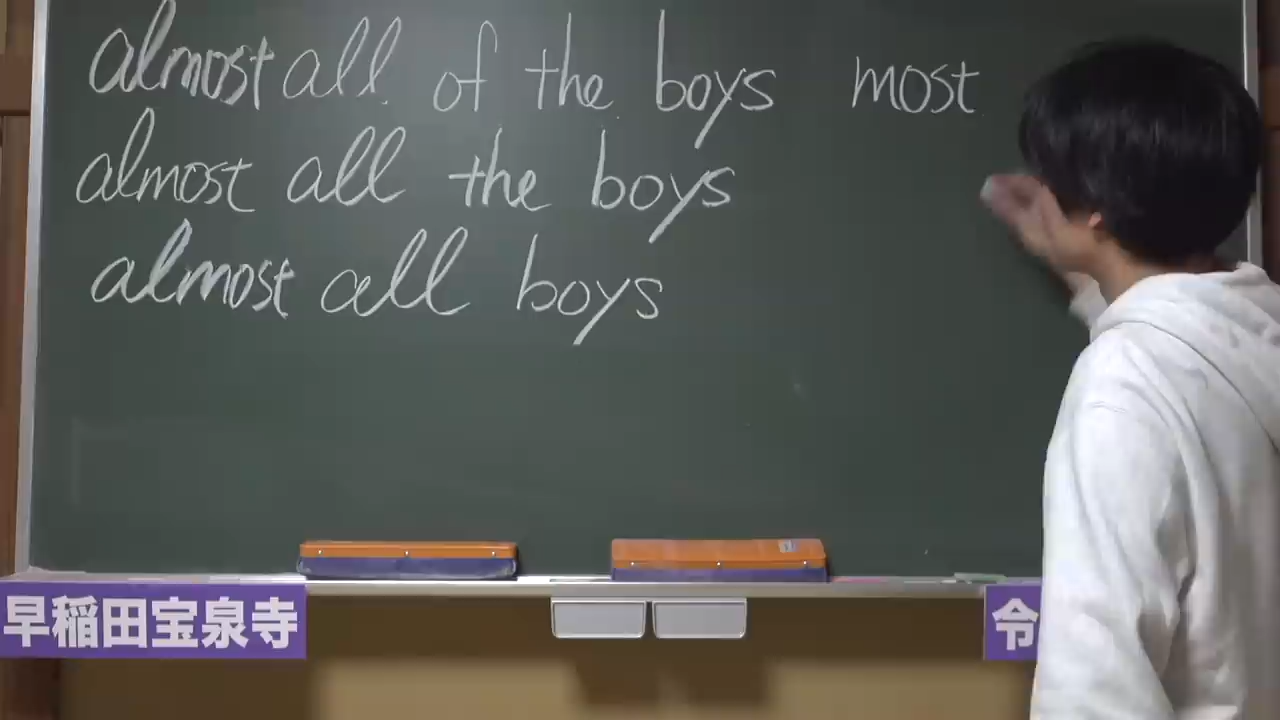 almost all of the boys most
almost all the boys
almost all boys
早稲田宝泉寺
令